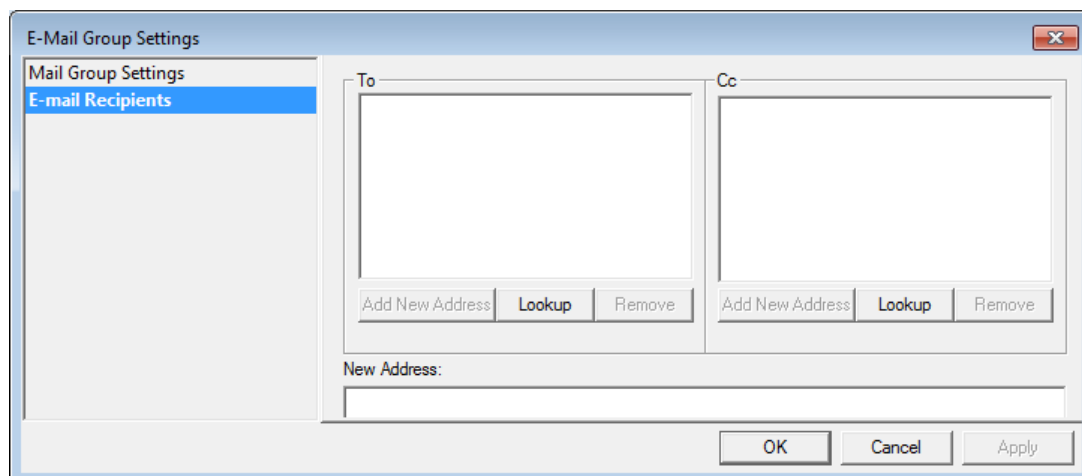 E-Mail Group Settings
Mail Group Settings
E-mail Recipients
To
Cc
Add New Address Lookup Remove
Add New Address Lookup Remove
New Address:
OK Cancel Apply